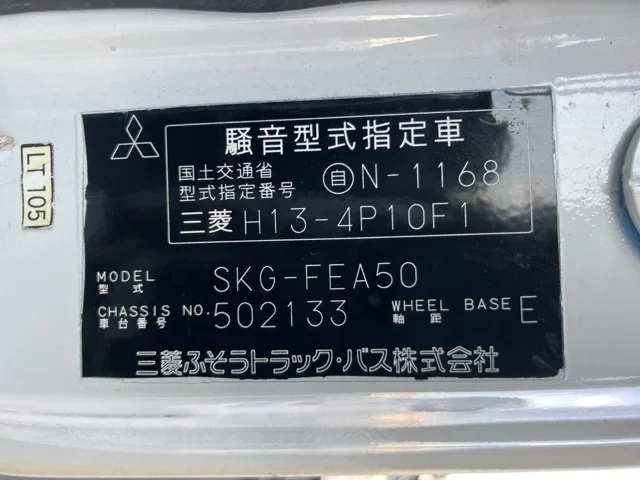 騒音型式指定車
国土交通省
型式指定番号 自 N-1168
三菱 H13-4P10F1
MODEL
型式 SKG-FEA50
CHASSIS NO.
車台番号 502133 WHEEL BASE
軸距 E
三菱ふそうトラック・バス株式会社
LT 105